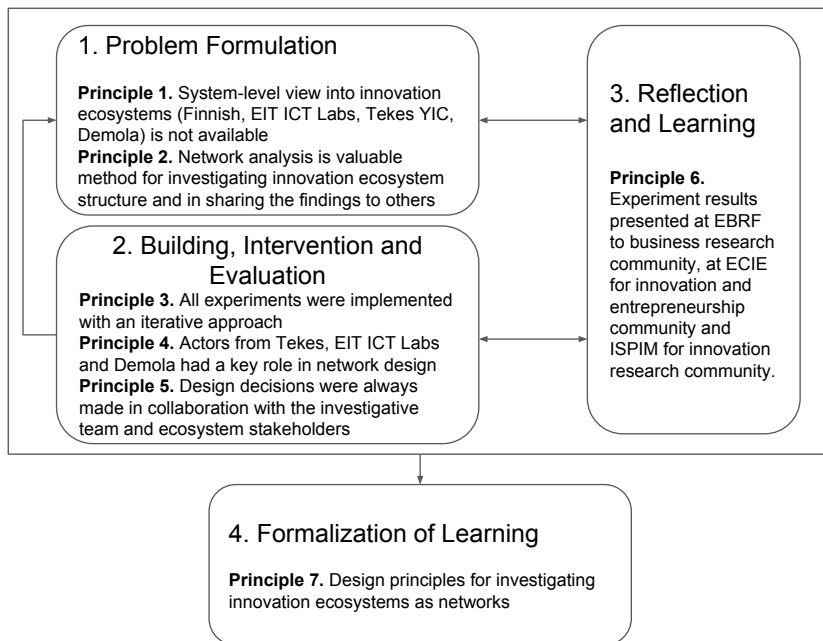 1. Problem Formulation
Principle 1. System-level view into innovation
ecosystems (Finnish, EIT ICT Labs, Tekes YIC,
Demola) is not available
Principle 2. Network analysis is valuable
method for investigating innovation ecosystem
structure and in sharing the findings to others
2. Building, Intervention and
Evaluation
Principle 3. All experiments were implemented
with an iterative approach
Principle 4. Actors from Tekes, EIT ICT Labs
and Demola had a key role in network design
Principle 5. Design decisions were always
made in collaboration with the investigative
team and ecosystem stakeholders
3. Reflection
and Learning
Principle 6.
Experiment results
presented at EBRF
to business research
community, at ECIE
for innovation and
entrepreneurship
community and
ISPIM for innovation
research community.
4. Formalization of Learning
Principle 7. Design principles for investigating
innovation ecosystems as networks